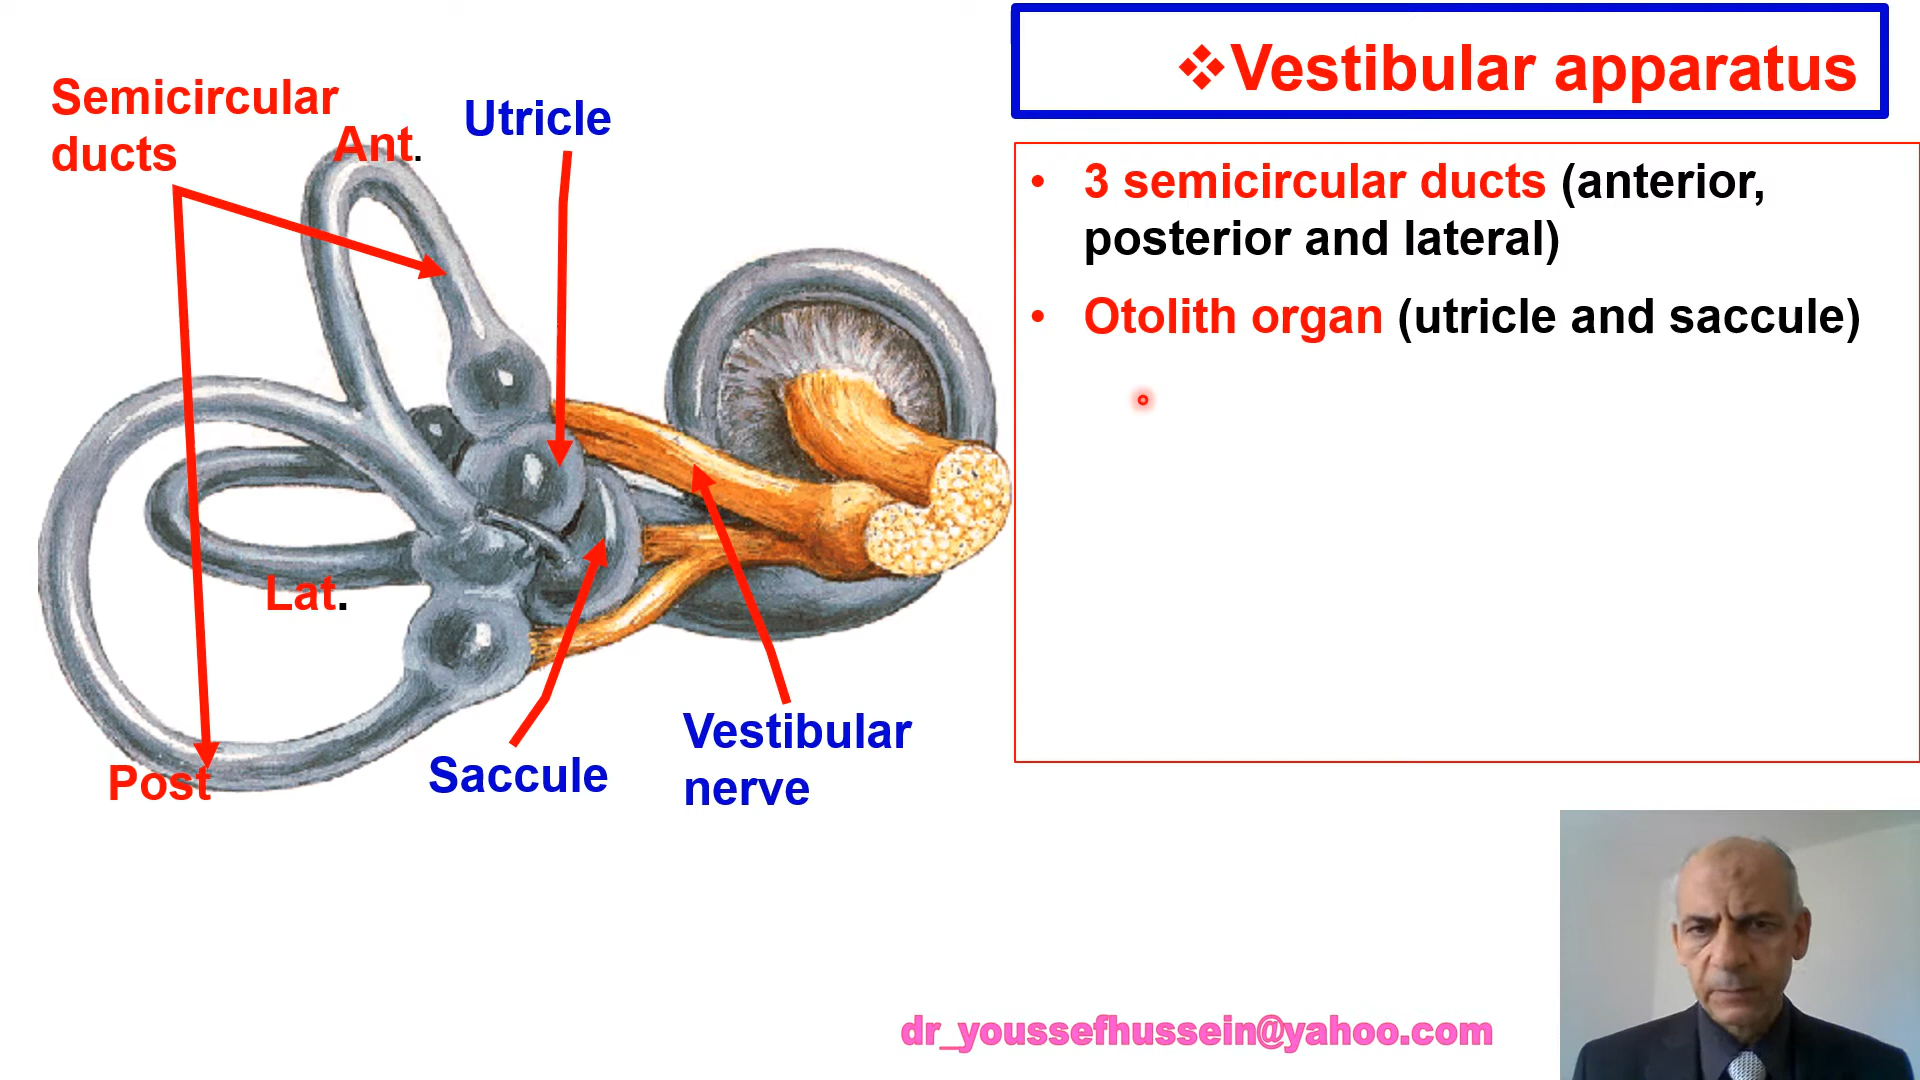 ❖Vestibular apparatus
Semicircular
ducts
Ant.
Utricle
Lat.
Post
Saccule
Vestibular
nerve
• 3 semicircular ducts (anterior,
posterior and lateral)
• Otolith organ (utricle and saccule)
dr_youssefhussein@yahoo.com